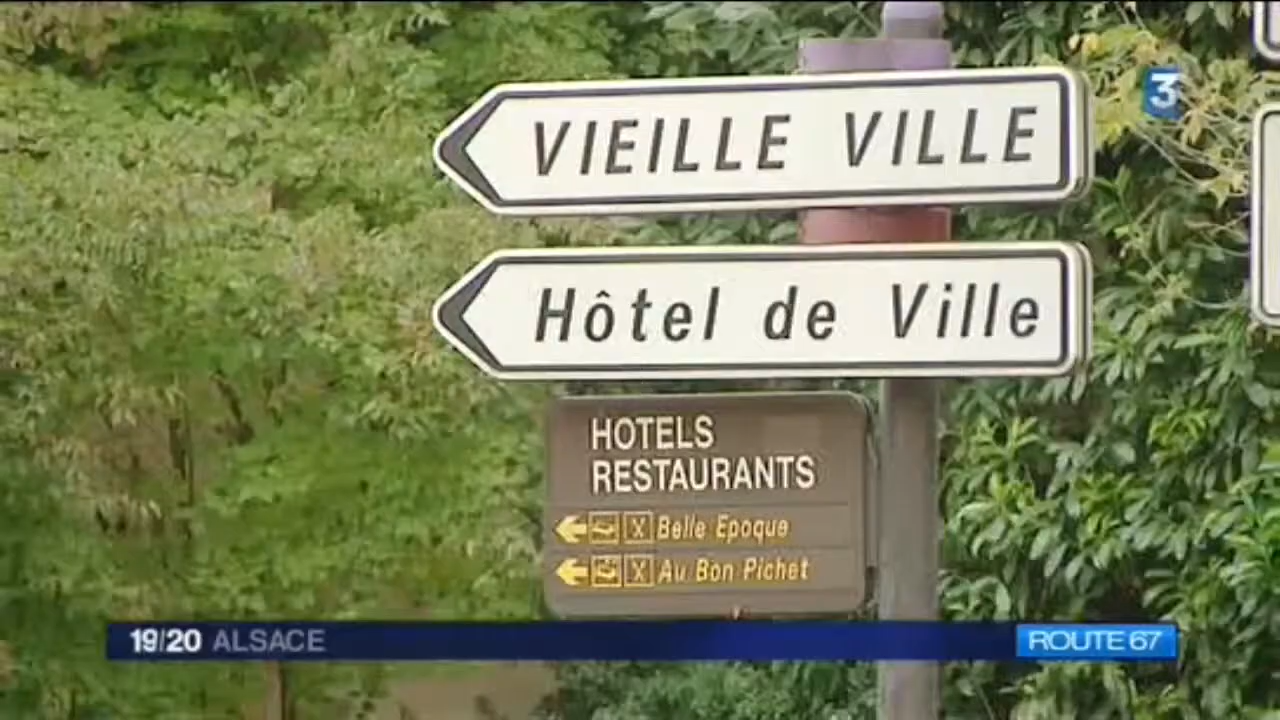 VIEILLE VILLE
3
Hôtel de Ville
HOTELS
RESTAURANTS
Belle Epoque
Au Bon Pichet
19/20 ALSACE
ROUTE 67